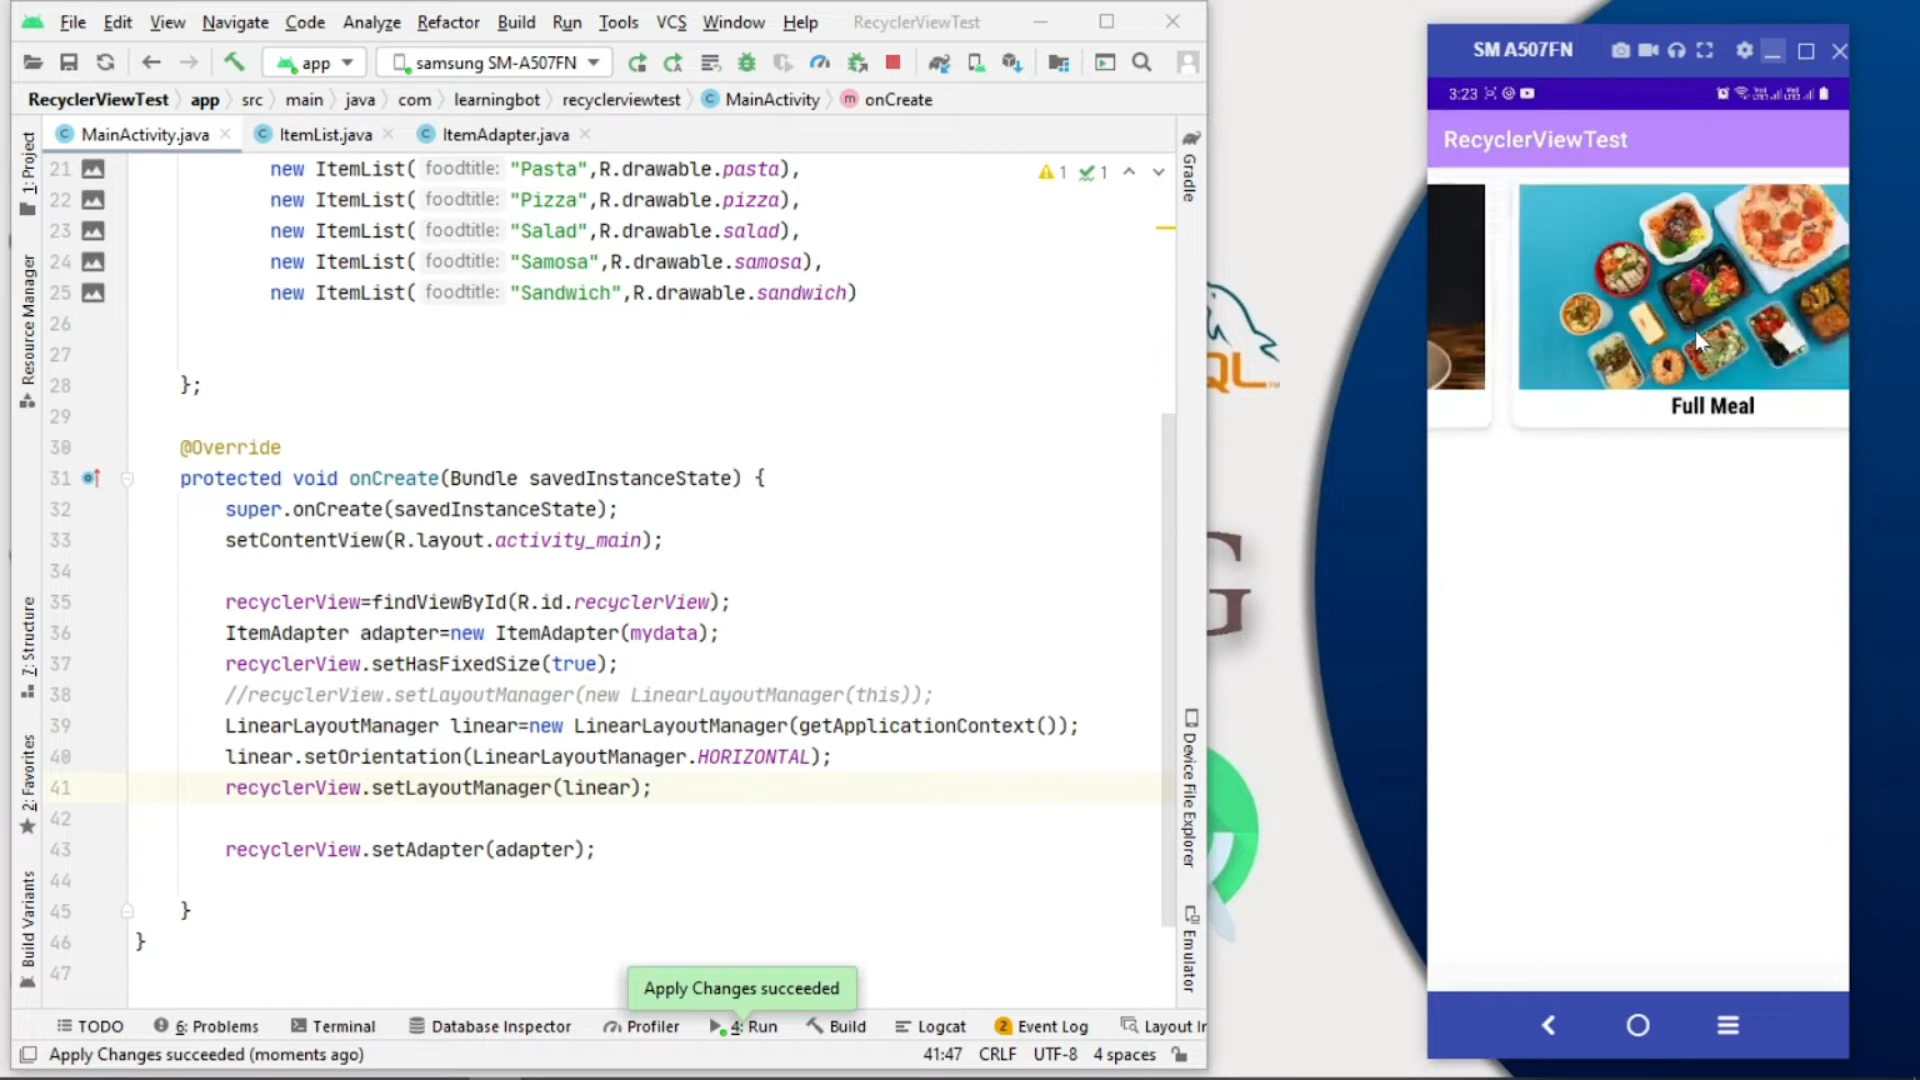 File Edit View Navigate Code Analyze Refactor Build Run Tools VCS Window Help RecyclerViewTest
app samsung SM-A507FN
RecyclerViewTest app src main java com learningbot recyclerviewtest MainActivity onCreate
MainActivity.java ItemList.java ItemAdapter.java
21 new ItemList( foodtitle: "Pasta",R.drawable.pasta),
22 new ItemList( foodtitle: "Pizza",R.drawable.pizza),
23 new ItemList( foodtitle: "Salad",R.drawable.salad),
24 new ItemList( foodtitle: "Samosa",R.drawable.samosa),
25 new ItemList( foodtitle: "Sandwich",R.drawable.sandwich)
26
27
28 };
29
30 @Override
31 protected void onCreate(Bundle savedInstanceState) {
32 super.onCreate(savedInstanceState);
33 setContentView(R.layout.activity_main);
34
35 recyclerView=findViewById(R.id.recyclerView);
36 ItemAdapter adapter=new ItemAdapter(mydata);
37 recyclerView.setHasFixedSize(true);
38 //recyclerView.setLayoutManager(new LinearLayoutManager(this));
39 LinearLayoutManager linear=new LinearLayoutManager(getApplicationContext());
40 linear.setOrientation(LinearLayoutManager.HORIZONTAL);
41 recyclerView.setLayoutManager(linear);
42
43 recyclerView.setAdapter(adapter);
44
45 }
46 }
47
1 1
1: Project
Resource Manager
7: Structure
2: Favorites
Build Variants
Gradle
Device File Explorer
Emulator
Apply Changes succeeded
TODO 6: Problems Terminal Database Inspector Profiler 4: Run Build Logcat 2 Event Log Layout In
Apply Changes succeeded (moments ago) 41:47 CRLF UTF-8 4 spaces
QL
G
SM A507FN
3:23
RecyclerViewTest
Full Meal